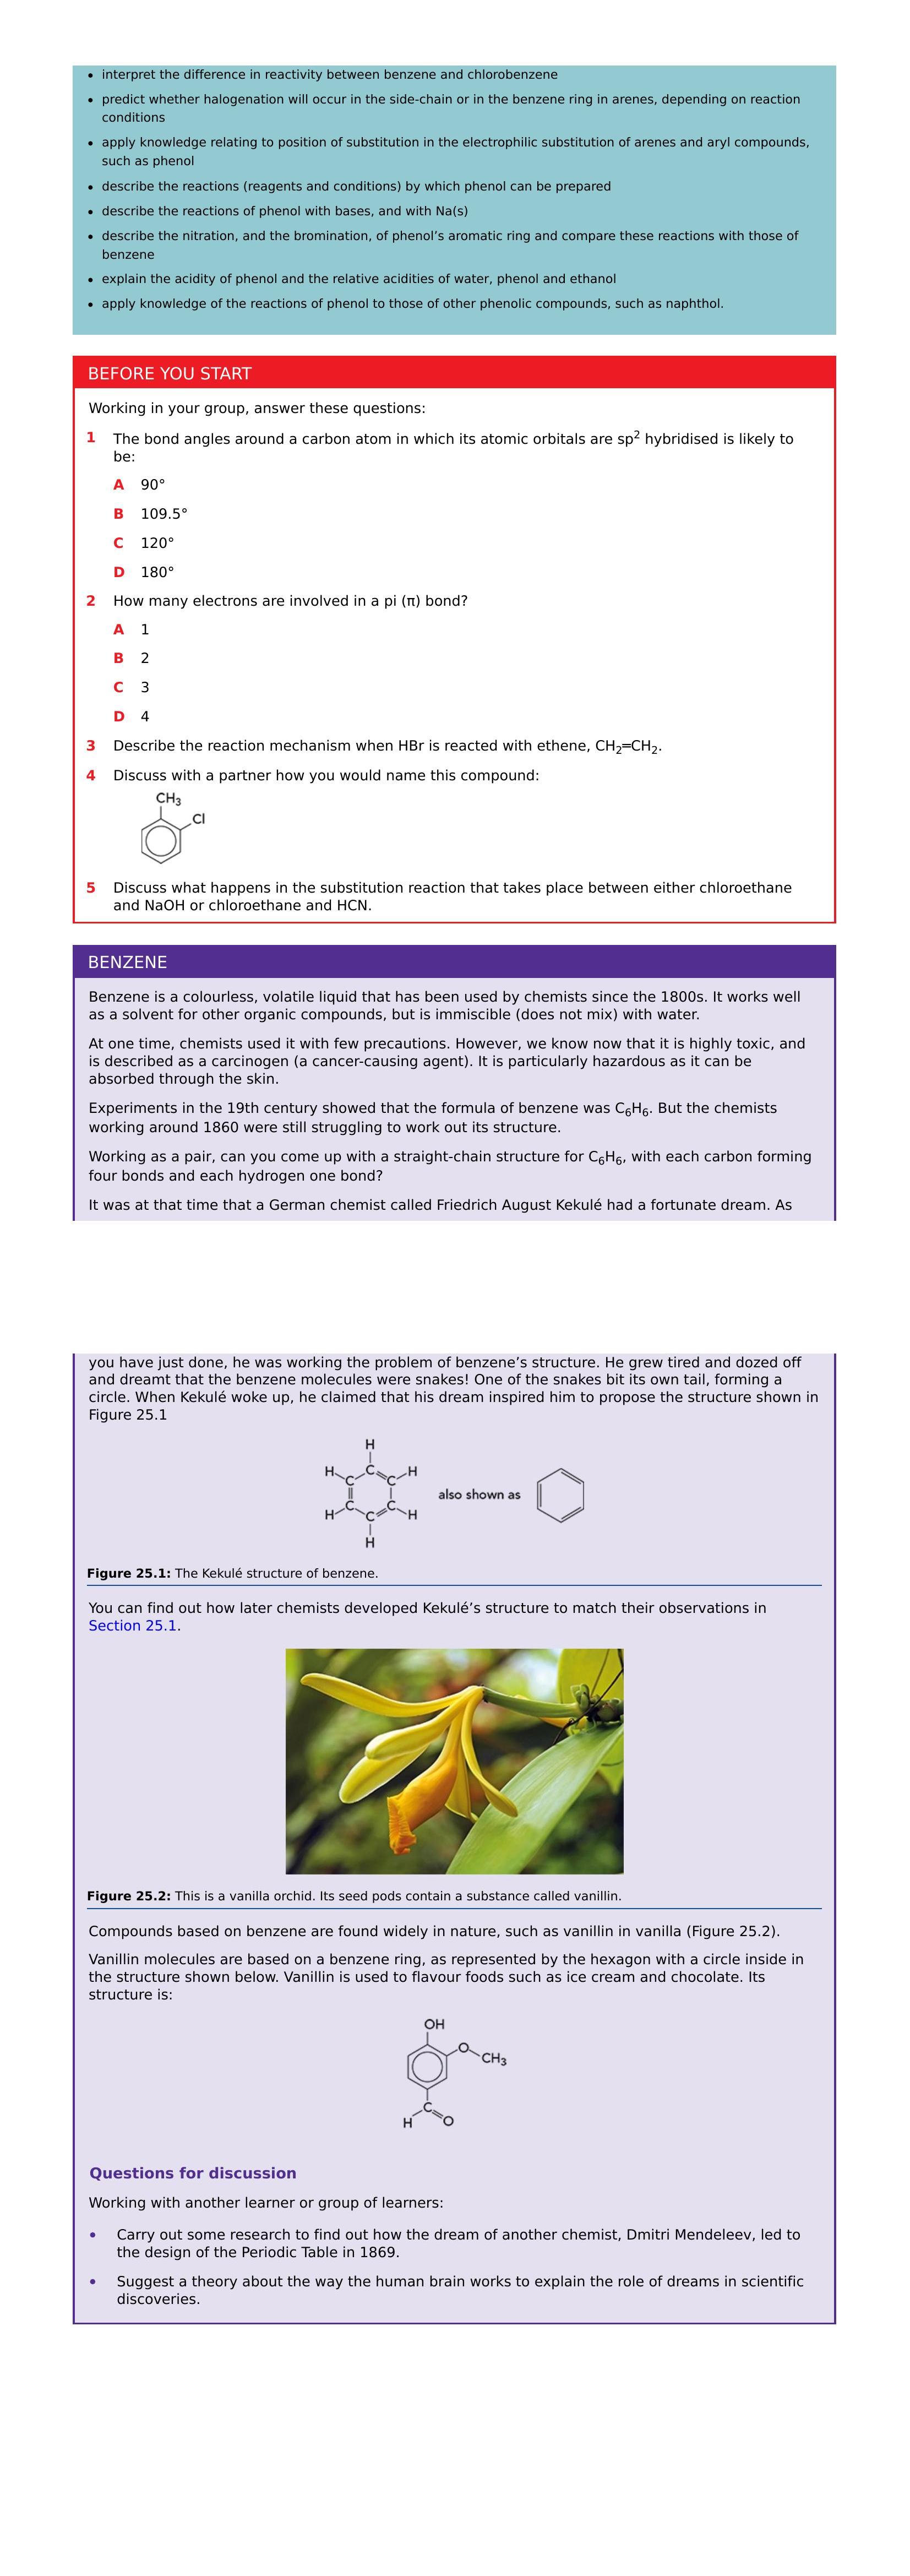 • interpret the difference in reactivity between benzene and chlorobenzene
• predict whether halogenation will occur in the side-chain or in the benzene ring in arenes, depending on reaction
conditions
• apply knowledge relating to position of substitution in the electrophilic substitution of arenes and aryl compounds,
such as phenol
• describe the reactions (reagents and conditions) by which phenol can be prepared
• describe the reactions of phenol with bases, and with Na(s)
• describe the nitration, and the bromination, of phenol’s aromatic ring and compare these reactions with those of
benzene
• explain the acidity of phenol and the relative acidities of water, phenol and ethanol
• apply knowledge of the reactions of phenol to those of other phenolic compounds, such as naphthol.
BEFORE YOU START
Working in your group, answer these questions:
1 The bond angles around a carbon atom in which its atomic orbitals are sp² hybridised is likely to
be:
A 90°
B 109.5°
C 120°
D 180°
2 How many electrons are involved in a pi (π) bond?
A 1
B 2
C 3
D 4
3 Describe the reaction mechanism when HBr is reacted with ethene, CH₂═CH₂.
4 Discuss with a partner how you would name this compound:
CH₃
Cl
5 Discuss what happens in the substitution reaction that takes place between either chloroethane
and NaOH or chloroethane and HCN.
BENZENE
Benzene is a colourless, volatile liquid that has been used by chemists since the 1800s. It works well
as a solvent for other organic compounds, but is immiscible (does not mix) with water.
At one time, chemists used it with few precautions. However, we know now that it is highly toxic, and
is described as a carcinogen (a cancer-causing agent). It is particularly hazardous as it can be
absorbed through the skin.
Experiments in the 19th century showed that the formula of benzene was C₆H₆. But the chemists
working around 1860 were still struggling to work out its structure.
Working as a pair, can you come up with a straight-chain structure for C₆H₆, with each carbon forming
four bonds and each hydrogen one bond?
It was at that time that a German chemist called Friedrich August Kekulé had a fortunate dream. As
you have just done, he was working the problem of benzene’s structure. He grew tired and dozed off
and dreamt that the benzene molecules were snakes! One of the snakes bit its own tail, forming a
circle. When Kekulé woke up, he claimed that his dream inspired him to propose the structure shown in
Figure 25.1
H
H C H
C C
also shown as
C C
H C H
H
Figure 25.1: The Kekulé structure of benzene.
You can find out how later chemists developed Kekulé’s structure to match their observations in
Section 25.1.
Figure 25.2: This is a vanilla orchid. Its seed pods contain a substance called vanillin.
Compounds based on benzene are found widely in nature, such as vanillin in vanilla (Figure 25.2).
Vanillin molecules are based on a benzene ring, as represented by the hexagon with a circle inside in
the structure shown below. Vanillin is used to flavour foods such as ice cream and chocolate. Its
structure is:
OH
O
CH₃
C
H O
Questions for discussion
Working with another learner or group of learners:
• Carry out some research to find out how the dream of another chemist, Dmitri Mendeleev, led to
the design of the Periodic Table in 1869.
• Suggest a theory about the way the human brain works to explain the role of dreams in scientific
discoveries.